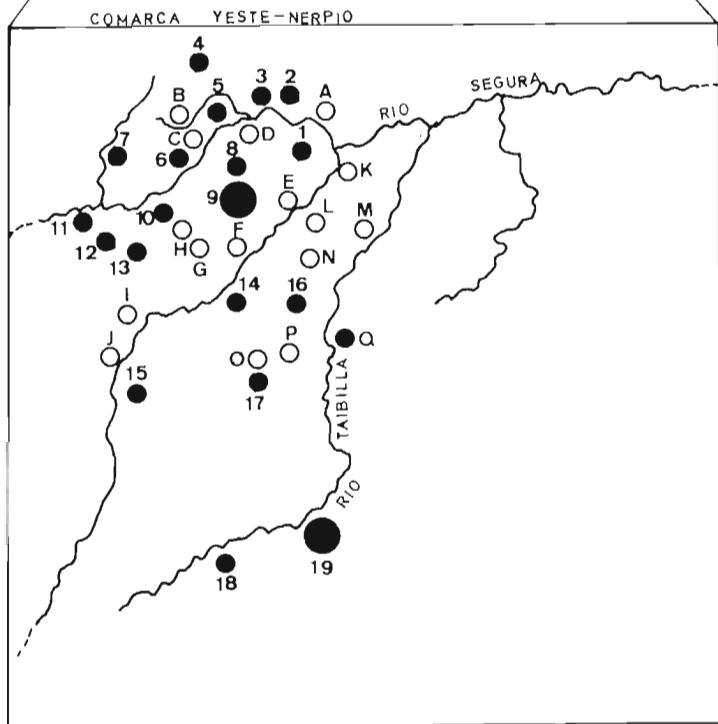 COMARCA YESTE-NERPIO
4
SEGURA
B 5 3 2 A
RIO
C D 1
7 6 8 K
9 E L M
11 10
12 13 H G F N
14 16
I
J P Q
O
15 17
TAIBILLA
RIO
18 19